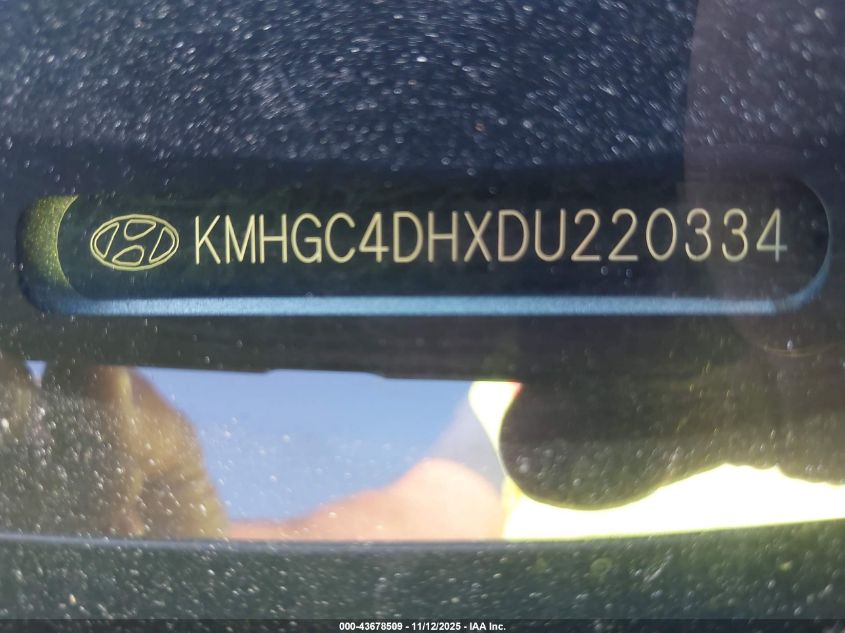 KMHGC4DHXDU220334
000-43678509 - 11/12/2025 - IAA Inc.